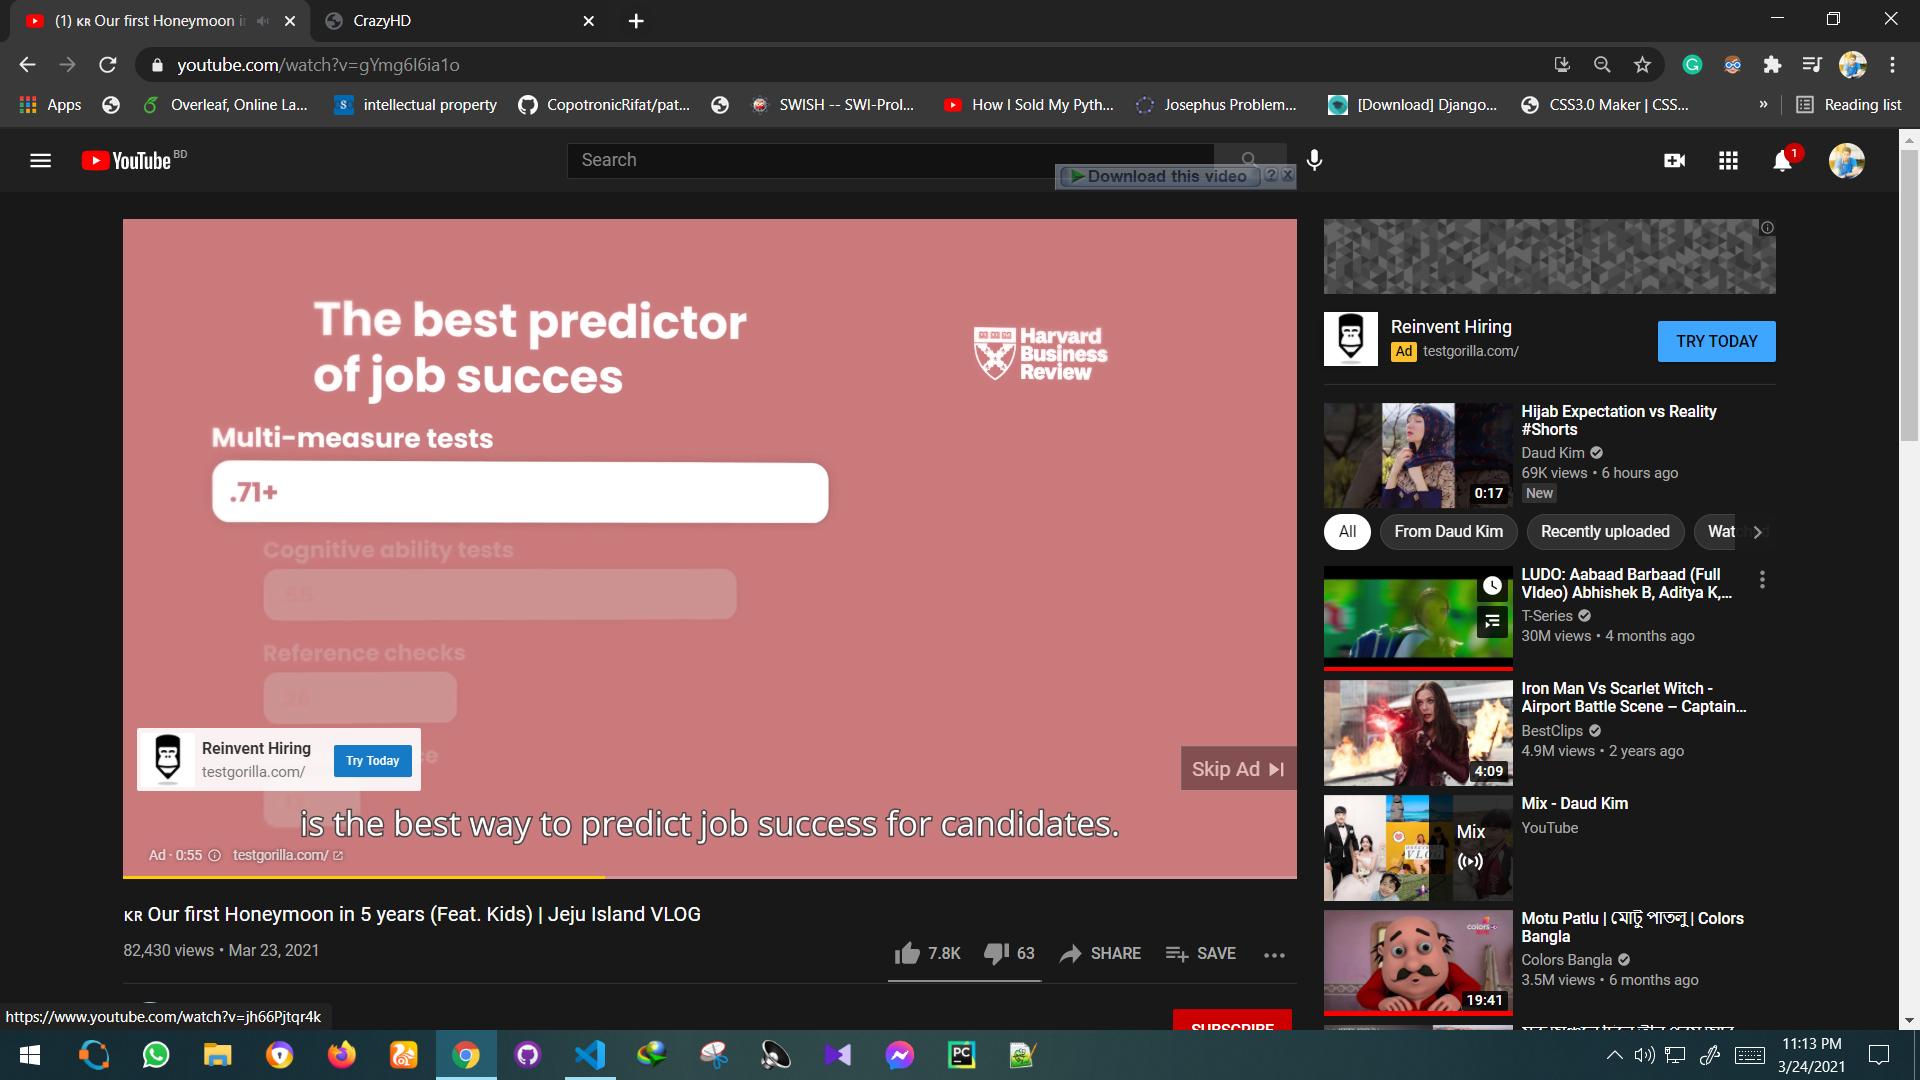 (1) ᴋʀ Our first Honeymoon in
CrazyHD
youtube.com/watch?v=gYmg6I6ia1o
Apps
Overleaf, Online La...
intellectual property
CopotronicRifat/pat...
SWISH -- SWI-Prol...
How I Sold My Pyth...
Josephus Problem...
[Download] Django...
CSS3.0 Maker | CSS...
»
Reading list
YouTube BD
Search
Download this video
1
The best predictor
of job succes
Harvard
Business
Review
Multi-measure tests
.71+
Cognitive ability tests
Reference checks
Reinvent Hiring
testgorilla.com/
Try Today
Skip Ad
is the best way to predict job success for candidates.
Ad · 0:55
testgorilla.com/
ᴋʀ Our first Honeymoon in 5 years (Feat. Kids) | Jeju Island VLOG
82,430 views • Mar 23, 2021
7.8K
63
SHARE
SAVE
SUBSCRIBE
Reinvent Hiring
Ad testgorilla.com/
TRY TODAY
Hijab Expectation vs Reality
#Shorts
Daud Kim
69K views • 6 hours ago
New
0:17
All
From Daud Kim
Recently uploaded
LUDO: Aabaad Barbaad (Full
VIdeo) Abhishek B, Aditya K,...
T-Series
30M views • 4 months ago
Iron Man Vs Scarlet Witch -
Airport Battle Scene – Captain...
BestClips
4.9M views • 2 years ago
4:09
Mix - Daud Kim
YouTube
Mix
Motu Patlu | মোটু পাতলু | Colors
Bangla
Colors Bangla
3.5M views • 6 months ago
19:41
https://www.youtube.com/watch?v=jh66Pjtqr4k
11:13 PM
3/24/2021